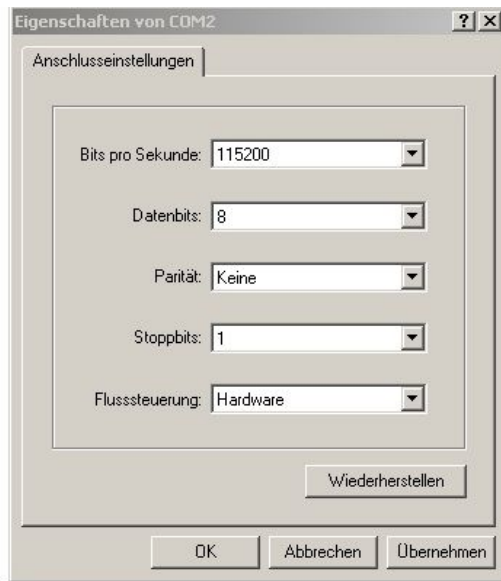 Eigenschaften von COM2
Anschlusseinstellungen
Bits pro Sekunde: 115200
Datenbits: 8
Parität: Keine
Stoppbits: 1
Flusssteuerung: Hardware
Wiederherstellen
OK Abbrechen Übernehmen